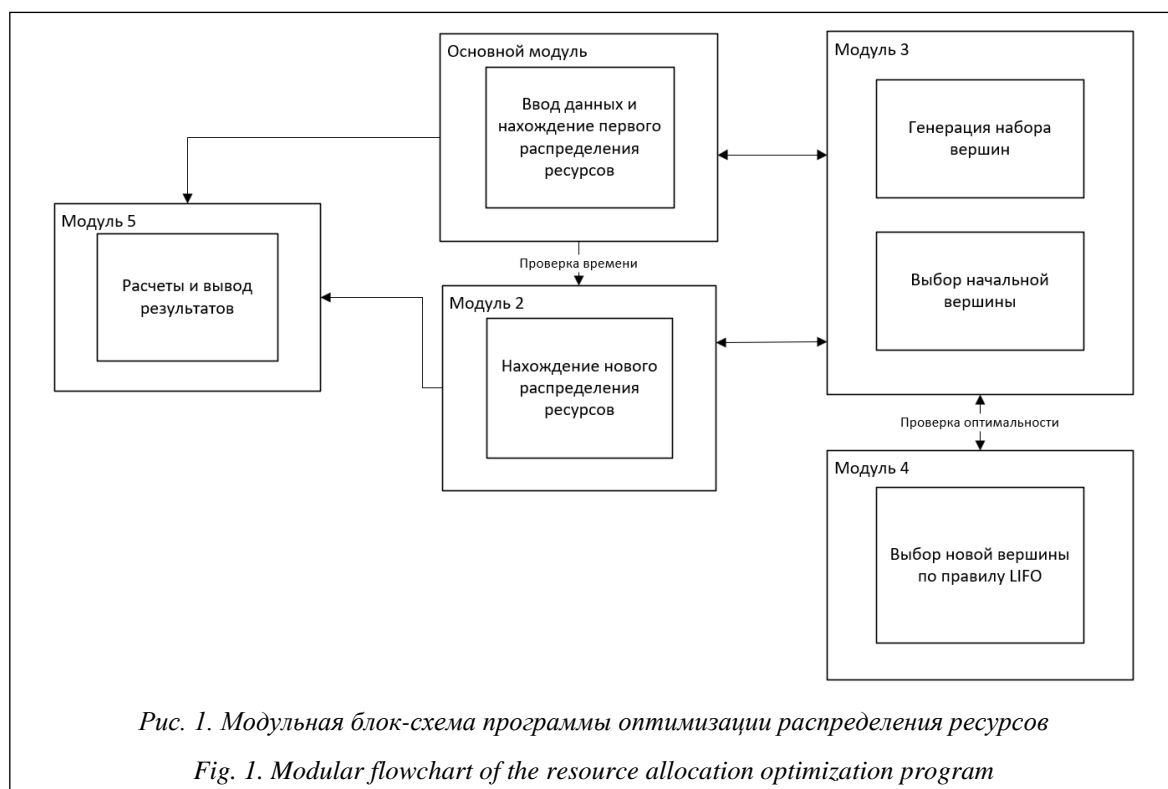 Основной модуль
Ввод данных и
нахождение первого
распределения
ресурсов
Модуль 3
Генерация набора
вершин
Выбор начальной
вершины
Модуль 5
Расчеты и вывод
результатов
Проверка времени
Модуль 2
Нахождение нового
распределения
ресурсов
Проверка оптимальности
Модуль 4
Выбор новой вершины
по правилу LIFO
Рис. 1. Модульная блок-схема программы оптимизации распределения ресурсов
Fig. 1. Modular flowchart of the resource allocation optimization program